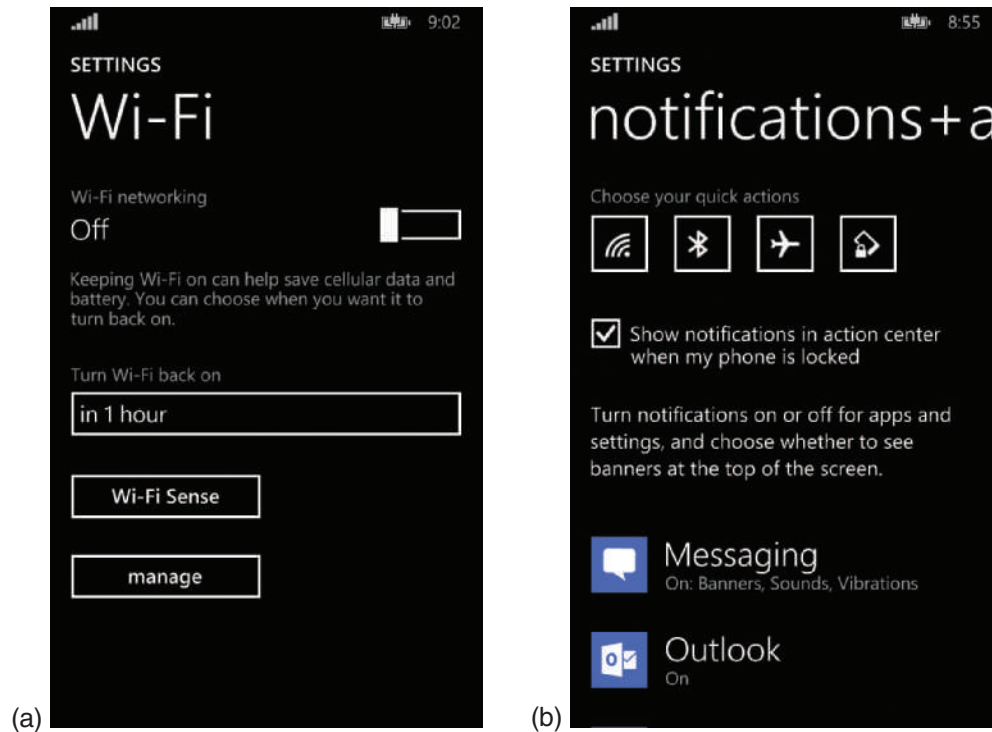 9:02
SETTINGS
Wi-Fi
Wi-Fi networking
Off
Keeping Wi-Fi on can help save cellular data and
battery. You can choose when you want it to
turn back on.
Turn Wi-Fi back on
in 1 hour
Wi-Fi Sense
manage
(a)
8:55
SETTINGS
notifications+a
Choose your quick actions
Show notifications in action center
when my phone is locked
Turn notifications on or off for apps and
settings, and choose whether to see
banners at the top of the screen.
Messaging
On: Banners, Sounds, Vibrations
Outlook
On
(b)